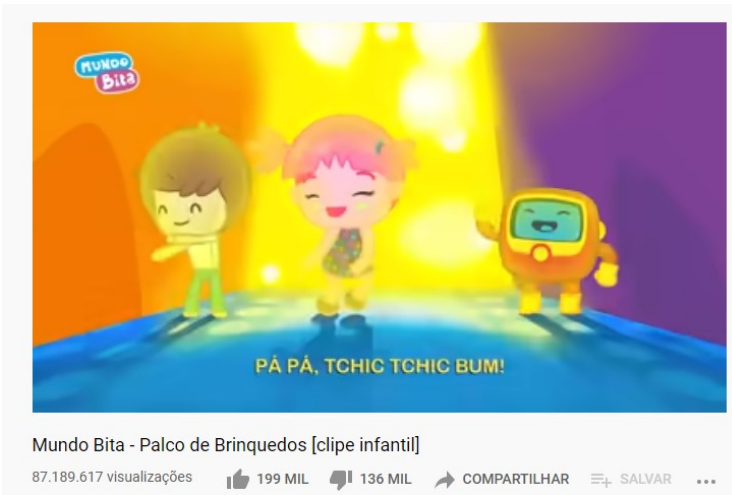 MUNDO
Bita
PÁ PÁ, TCHIC TCHIC BUM!
Mundo Bita - Palco de Brinquedos [clipe infantil]
87.189.617 visualizações 199 MIL 136 MIL COMPARTILHAR SALVAR